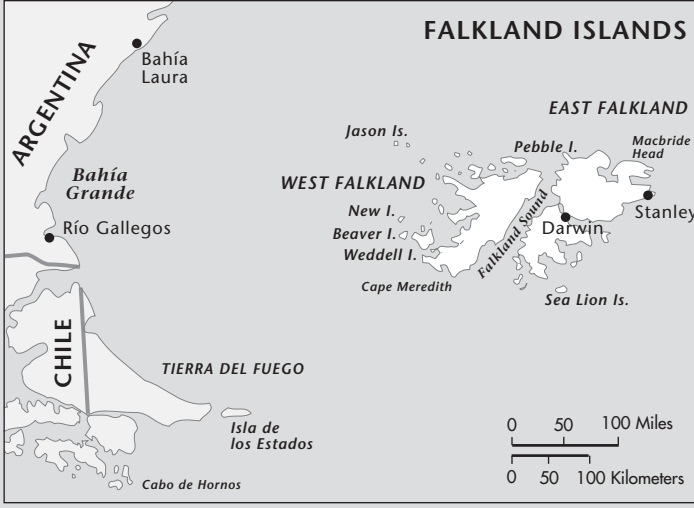 FALKLAND ISLANDS
ARGENTINA
Bahía
Laura
EAST FALKLAND
Jason Is.
Pebble I.
Macbride
Head
Bahía
Grande
WEST FALKLAND
Stanley
New I.
Río Gallegos
Darwin
Beaver I.
Falkland Sound
Weddell I.
Cape Meredith
Sea Lion Is.
CHILE
TIERRA DEL FUEGO
Isla de
los Estados
Cabo de Hornos
0 50 100 Miles
0 50 100 Kilometers